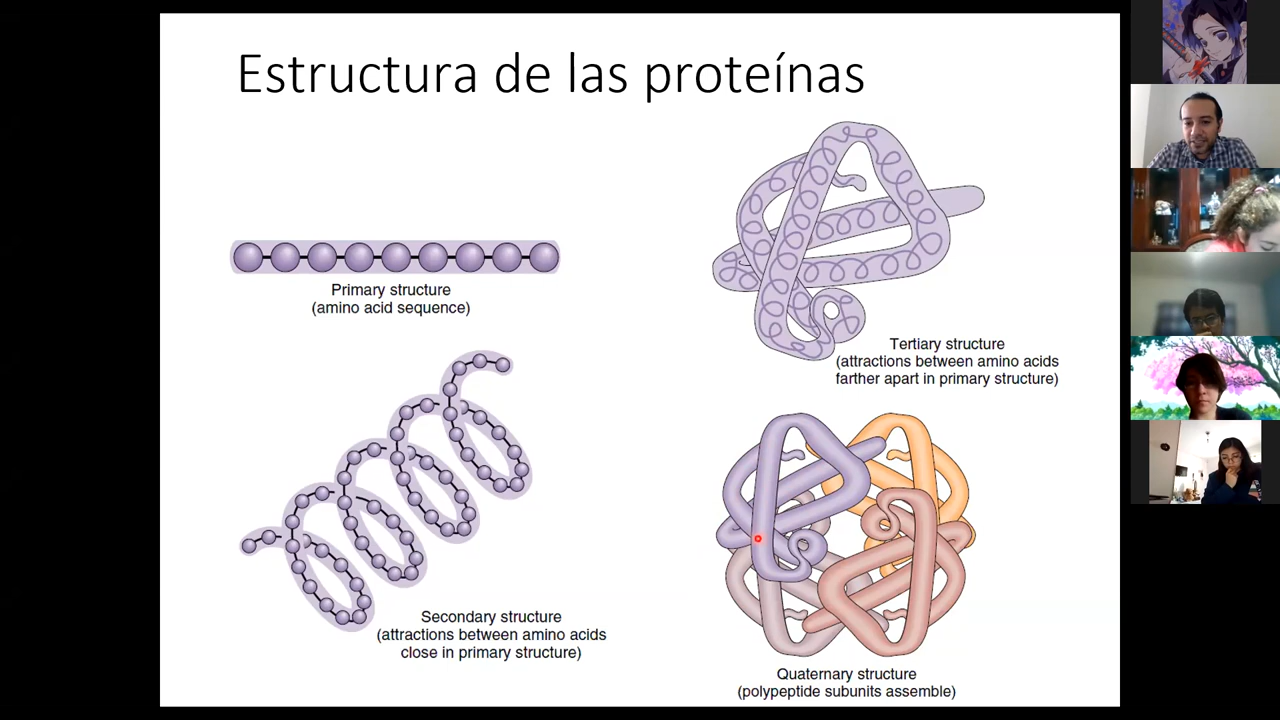 Estructura de las proteínas
Primary structure
(amino acid sequence)
Tertiary structure
(attractions between amino acids
farther apart in primary structure)
Secondary structure
(attractions between amino acids
close in primary structure)
Quaternary structure
(polypeptide subunits assemble)